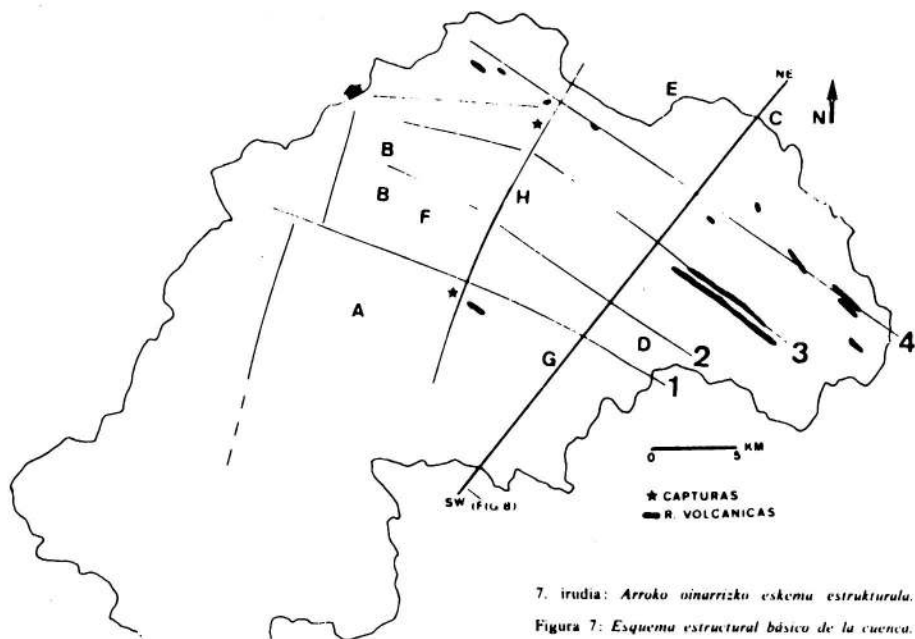 NE
E
C
N
B
H
B
F
A
G
D
2
3
4
1
0 5 KM
SW (FIG. 8)
★ CAPTURAS
R. VOLCANICAS
7. irudia: Arroko oinarrizko eskema estrukturala.
Figura 7: Esquema estructural básico de la cuenca.